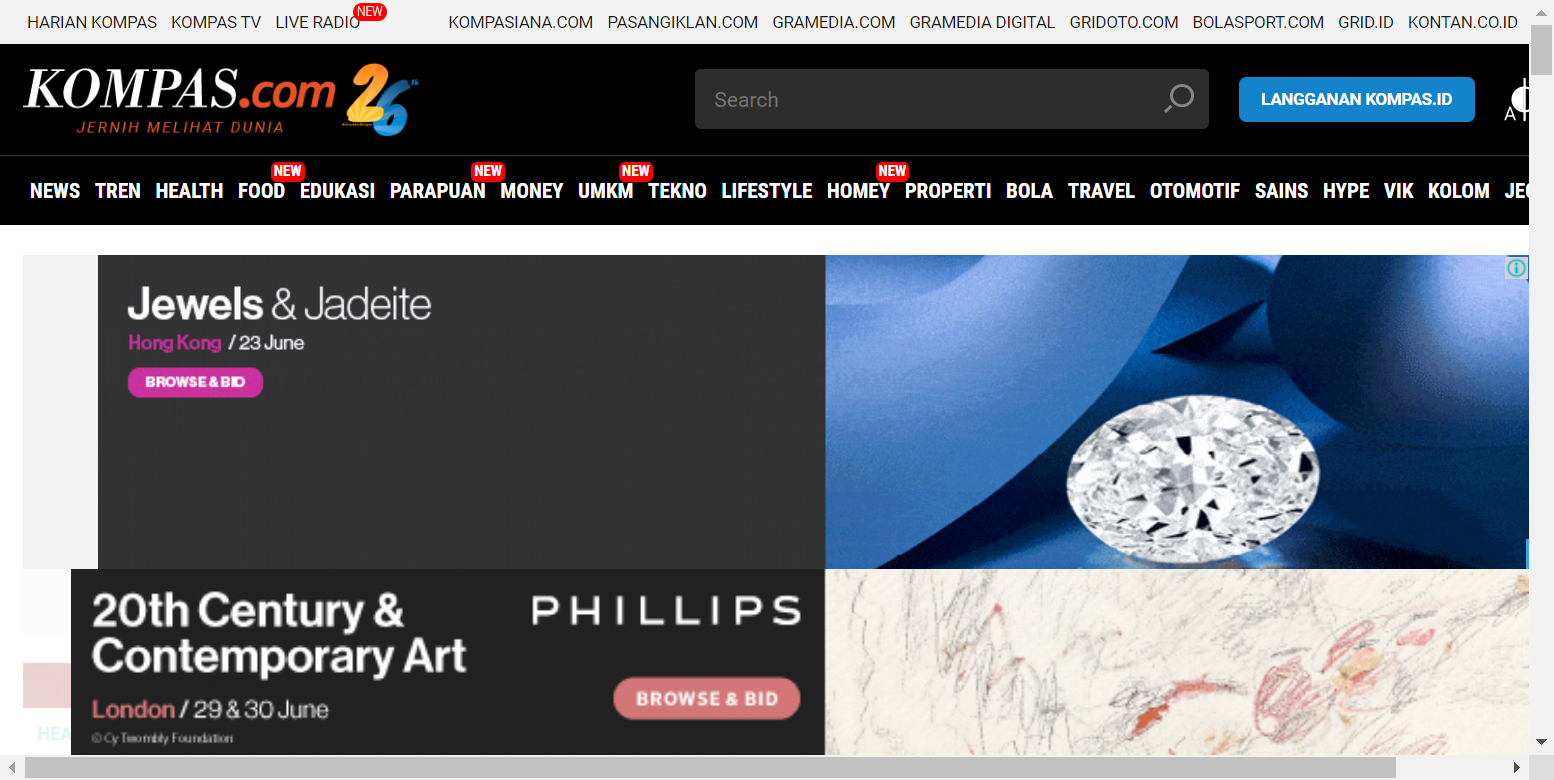 HARIAN KOMPAS KOMPAS TV LIVE RADIO NEW KOMPASIANA.COM PASANGIKLAN.COM GRAMEDIA.COM GRAMEDIA DIGITAL GRIDOTO.COM BOLASPORT.COM GRID.ID KONTAN.CO.ID
KOMPAS.com 26
JERNIH MELIHAT DUNIA
Search
LANGGANAN KOMPAS.ID
A
NEW NEW NEW NEW
NEWS TREN HEALTH FOOD EDUKASI PARAPUAN MONEY UMKM TEKNO LIFESTYLE HOMEY PROPERTI BOLA TRAVEL OTOMOTIF SAINS HYPE VIK KOLOM
Jewels & Jadeite
Hong Kong / 23 June
BROWSE & BID
20th Century &
Contemporary Art
London / 29 & 30 June
© Cy Twombly Foundation
PHILLIPS
BROWSE & BID